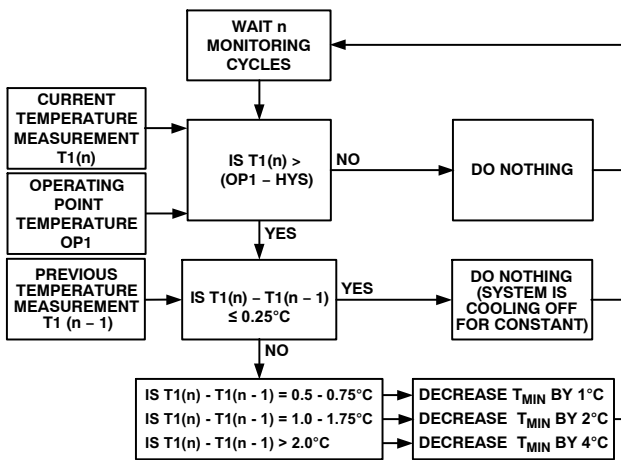 WAIT n
MONITORING
CYCLES
CURRENT
TEMPERATURE
MEASUREMENT
T1(n)
IS T1(n) >
(OP1 – HYS)
NO
DO NOTHING
OPERATING
POINT
TEMPERATURE
OP1
YES
PREVIOUS
TEMPERATURE
MEASUREMENT
T1 (n – 1)
IS T1(n) – T1(n – 1)
≤ 0.25°C
YES
DO NOTHING
(SYSTEM IS
COOLING OFF
FOR CONSTANT)
NO
IS T1(n) - T1(n - 1) = 0.5 - 0.75°C
DECREASE TMIN BY 1°C
IS T1(n) - T1(n - 1) = 1.0 - 1.75°C
DECREASE TMIN BY 2°C
IS T1(n) - T1(n - 1) > 2.0°C
DECREASE TMIN BY 4°C